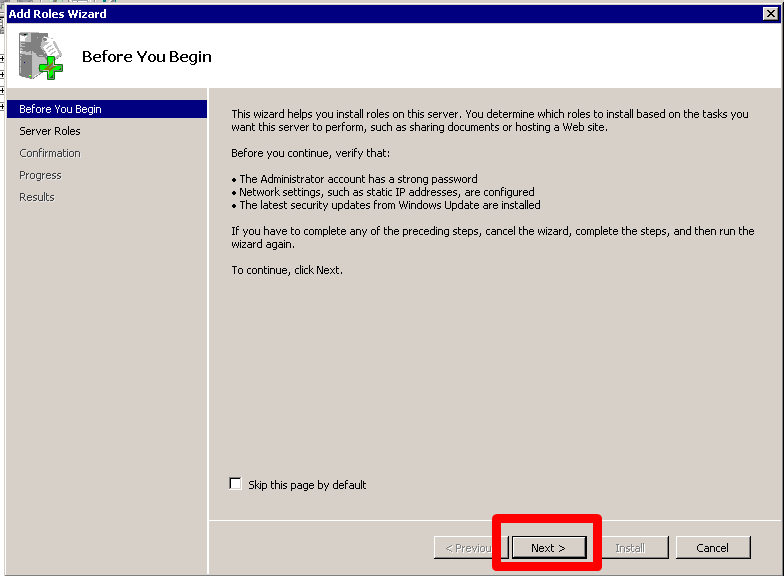 Add Roles Wizard
Before You Begin
Before You Begin
Server Roles
Confirmation
Progress
Results
This wizard helps you install roles on this server. You determine which roles to install based on the tasks you
want this server to perform, such as sharing documents or hosting a Web site.
Before you continue, verify that:
• The Administrator account has a strong password
• Network settings, such as static IP addresses, are configured
• The latest security updates from Windows Update are installed
If you have to complete any of the preceding steps, cancel the wizard, complete the steps, and then run the
wizard again.
To continue, click Next.
Skip this page by default
< Previou
Next >
Install
Cancel